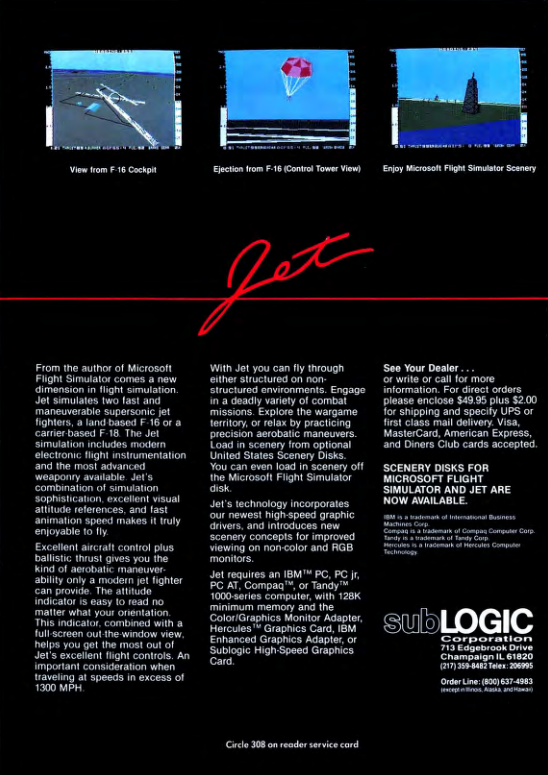 View from F-16 Cockpit
Ejection from F-16 (Control Tower View)
Enjoy Microsoft Flight Simulator Scenery
Jet
From the author of Microsoft
Flight Simulator comes a new
dimension in flight simulation.
Jet simulates two fast and
maneuverable supersonic jet
fighters, a land-based F-16 or a
carrier-based F-18. The Jet
simulation includes modern
electronic flight instrumentation
and the most advanced
weaponry available. Jet's
combination of simulation
sophistication, excellent visual
attitude references, and fast
animation speed makes it truly
enjoyable to fly.
Excellent aircraft control plus
ballistic thrust gives you the
kind of aerobatic maneuver-
ability only a modern jet fighter
can provide. The attitude
indicator is easy to read no
matter what your orientation.
This indicator, combined with a
full-screen out-the-window view,
helps you get the most out of
Jet's excellent flight controls. An
important consideration when
traveling at speeds in excess of
1300 MPH.
With Jet you can fly through
either structured on non-
structured environments. Engage
in a deadly variety of combat
missions. Explore the wargame
territory, or relax by practicing
precision aerobatic maneuvers.
Load in scenery from optional
United States Scenery Disks.
You can even load in scenery off
the Microsoft Flight Simulator
disk.
Jet's technology incorporates
our newest high-speed graphic
drivers, and introduces new
scenery concepts for improved
viewing on non-color and RGB
monitors.
Jet requires an IBM™ PC, PC jr,
PC AT, Compaq™, or Tandy™
1000-series computer, with 128K
minimum memory and the
Color/Graphics Monitor Adapter,
Hercules™ Graphics Card, IBM
Enhanced Graphics Adapter, or
Sublogic High-Speed Graphics
Card.
See Your Dealer . . .
or write or call for more
information. For direct orders
please enclose $49.95 plus $2.00
for shipping and specify UPS or
first class mail delivery. Visa,
MasterCard, American Express,
and Diners Club cards accepted.
SCENERY DISKS FOR
MICROSOFT FLIGHT
SIMULATOR AND JET ARE
NOW AVAILABLE.
IBM is a trademark of International Business
Machines Corp.
Compaq is a trademark of Compaq Computer Corp.
Tandy is a trademark of Tandy Corp.
Hercules is a trademark of Hercules Computer
Technology.
subLOGIC
Corporation
713 Edgebrook Drive
Champaign IL 61820
(217) 359-8482 Telex: 206995
Order Line: (800) 637-4983
(except in Illinois, Alaska, and Hawaii)
Circle 308 on reader service card